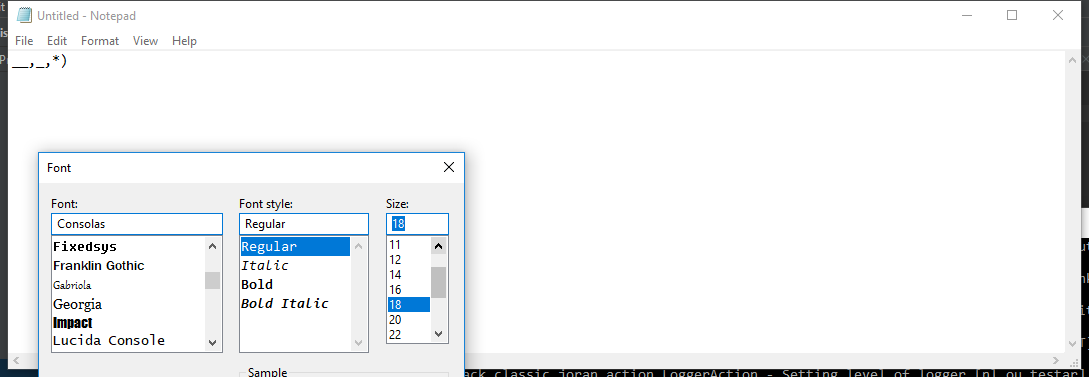 Untitled - Notepad
File Edit Format View Help
__,_,*)
Font
Font: Font style: Size:
Consolas Regular 18
Fixedsys Regular 11
Franklin Gothic Italic 12
Gabriola Bold 14
Georgia Bold Italic 16
Impact 18
Lucida Console 20
22
Sample
ack classic joran action LoggerAction - Setting level of logger [n] ou testar